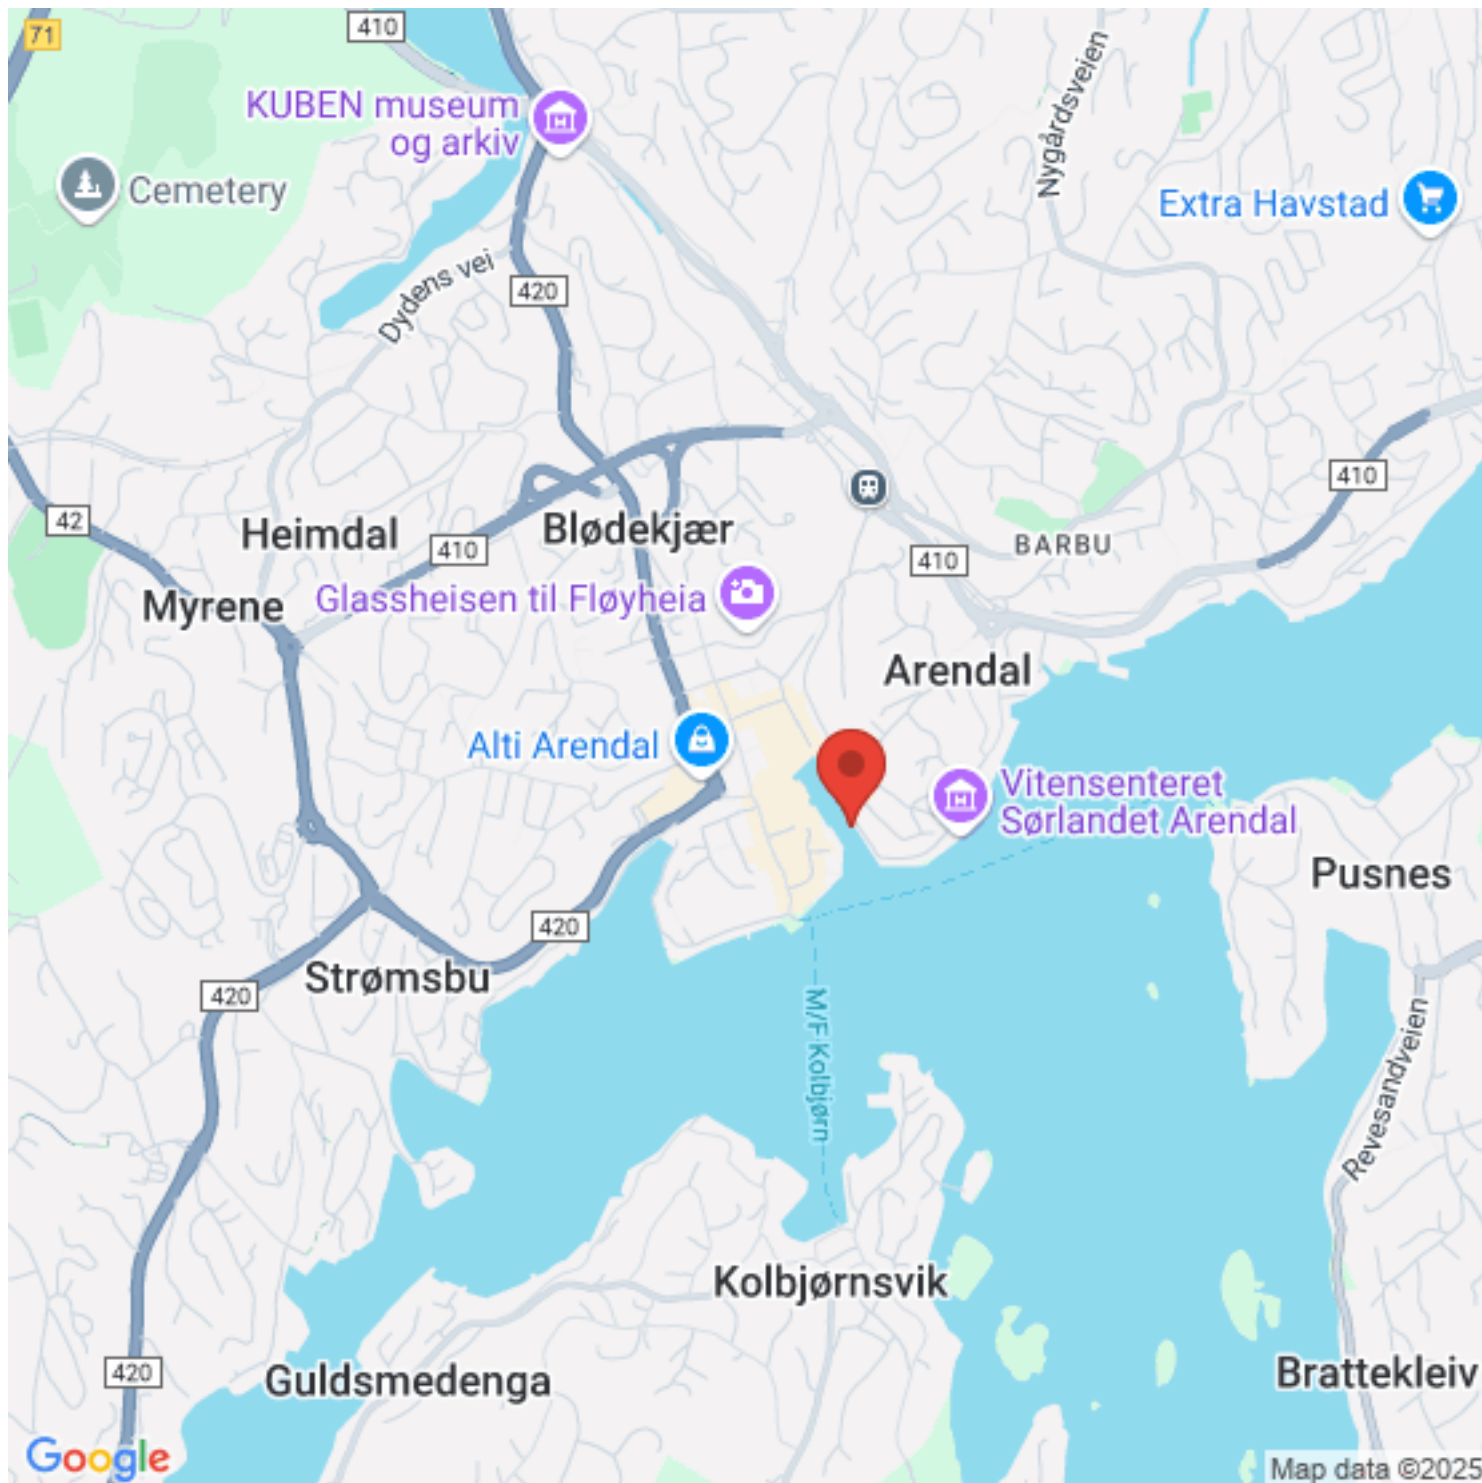 71
410
KUBEN museum
og arkiv
Cemetery
Nygårdsveien
Extra Havstad
Dydens vei
420
410
42
Heimdal
410
Blødekjær
410
BARBU
Myrene
Glassheisen til Fløyheia
Arendal
Alti Arendal
Vitensenteret
Sørlandet Arendal
Pusnes
420
Strømsbu
420
M/F Kolbjørn
Revesandveien
Kolbjørnsvik
420
Guldsmedenga
Brattekleiv
Google
Map data ©2025